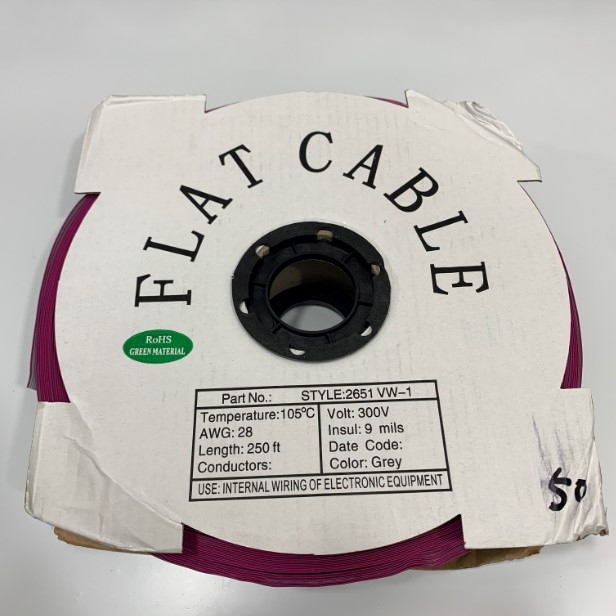 FLAT CABLE
RoHS
GREEN MATERIAL
Part No.: STYLE:2651 VW-1
Temperature:105°C Volt: 300V
AWG: 28 Insul: 9 mils
Length: 250 ft Date Code:
Conductors: Color: Grey
USE: INTERNAL WIRING OF ELECTRONIC EQUIPMENT
50